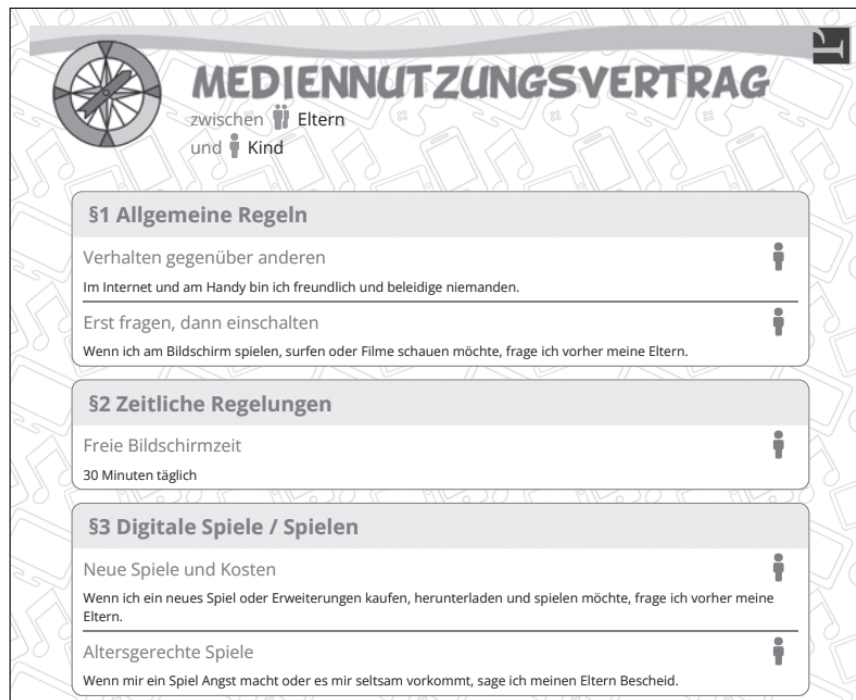 MEDIENNUTZUNGSVERTRAG
zwischen Eltern
und Kind
§1 Allgemeine Regeln
Verhalten gegenüber anderen
Im Internet und am Handy bin ich freundlich und beleidige niemanden.
Erst fragen, dann einschalten
Wenn ich am Bildschirm spielen, surfen oder Filme schauen möchte, frage ich vorher meine Eltern.
§2 Zeitliche Regelungen
Freie Bildschirmzeit
30 Minuten täglich
§3 Digitale Spiele / Spielen
Neue Spiele und Kosten
Wenn ich ein neues Spiel oder Erweiterungen kaufen, herunterladen und spielen möchte, frage ich vorher meine
Eltern.
Altersgerechte Spiele
Wenn mir ein Spiel Angst macht oder es mir seltsam vorkommt, sage ich meinen Eltern Bescheid.